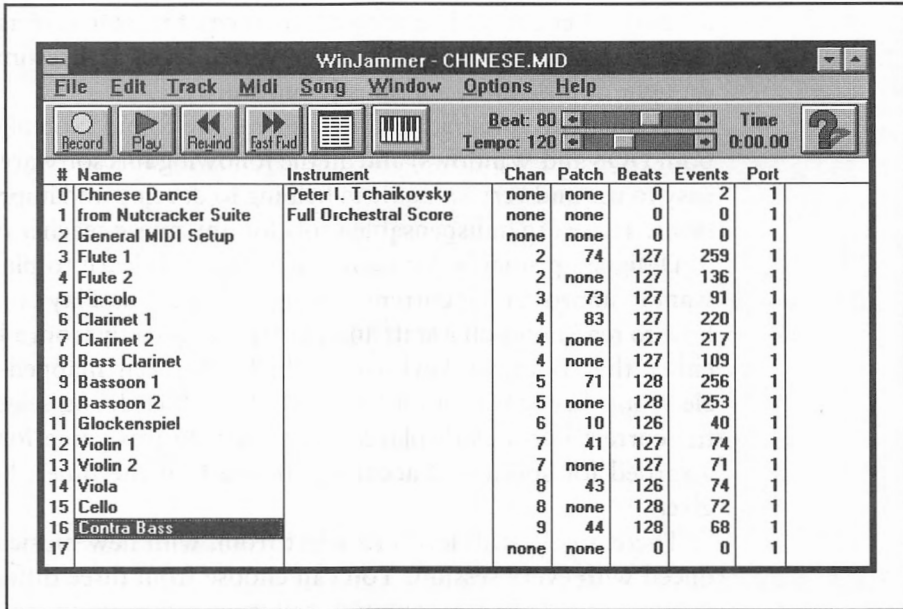 WinJammer - CHINESE.MID
File Edit Track Midi Song Window Options Help
Record Play Rewind Fast Fwd Beat: 80 Time
Tempo: 120 0:00.00
# Name Instrument Chan Patch Beats Events Port
0 Chinese Dance Peter I. Tchaikovsky none none 0 2 1
1 from Nutcracker Suite Full Orchestral Score none none 0 0 1
2 General MIDI Setup none none 0 0 1
3 Flute 1 2 74 127 259 1
4 Flute 2 2 none 127 136 1
5 Piccolo 3 73 127 91 1
6 Clarinet 1 4 83 127 220 1
7 Clarinet 2 4 none 127 217 1
8 Bass Clarinet 4 none 127 109 1
9 Bassoon 1 5 71 128 256 1
10 Bassoon 2 5 none 128 253 1
11 Glockenspiel 6 10 126 40 1
12 Violin 1 7 41 127 74 1
13 Violin 2 7 none 127 71 1
14 Viola 8 43 126 74 1
15 Cello 8 none 128 72 1
16 Contra Bass 9 44 128 68 1
17 none none 0 0 1